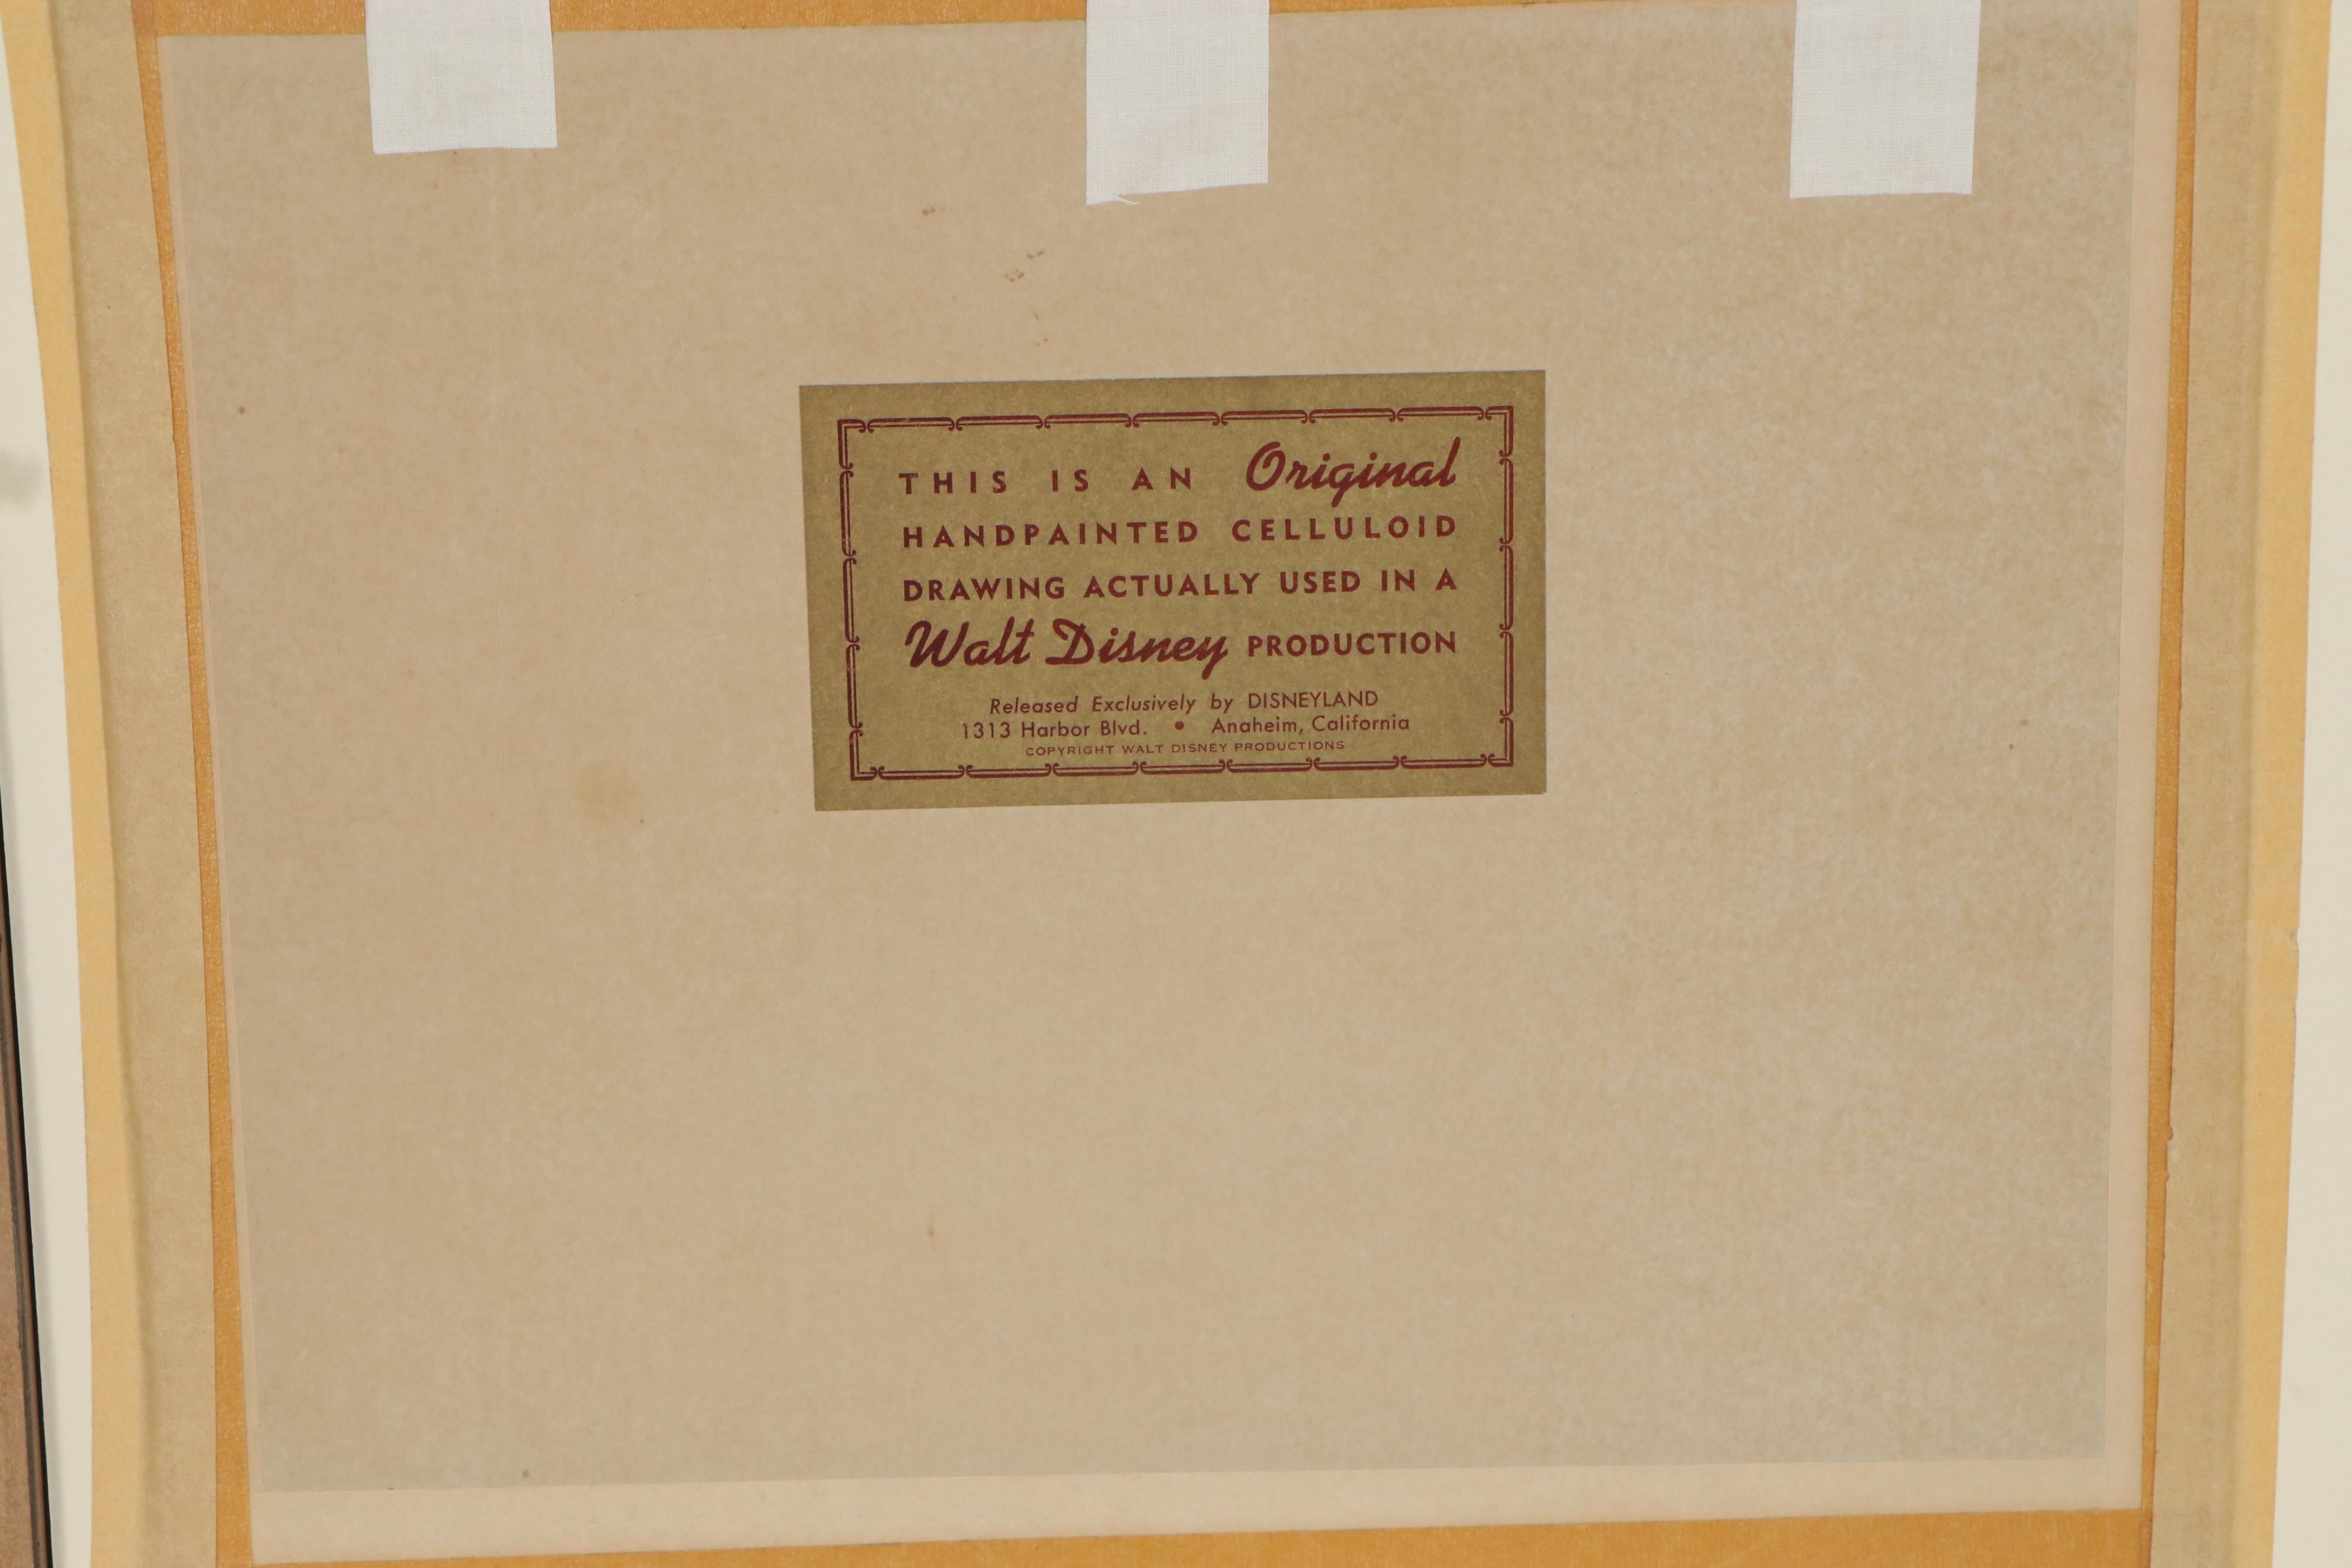 THIS IS AN Original
HANDPAINTED CELLULOID
DRAWING ACTUALLY USED IN A
Walt Disney PRODUCTION
Released Exclusively by DISNEYLAND
1313 Harbor Blvd. • Anaheim, California
COPYRIGHT WALT DISNEY PRODUCTIONS